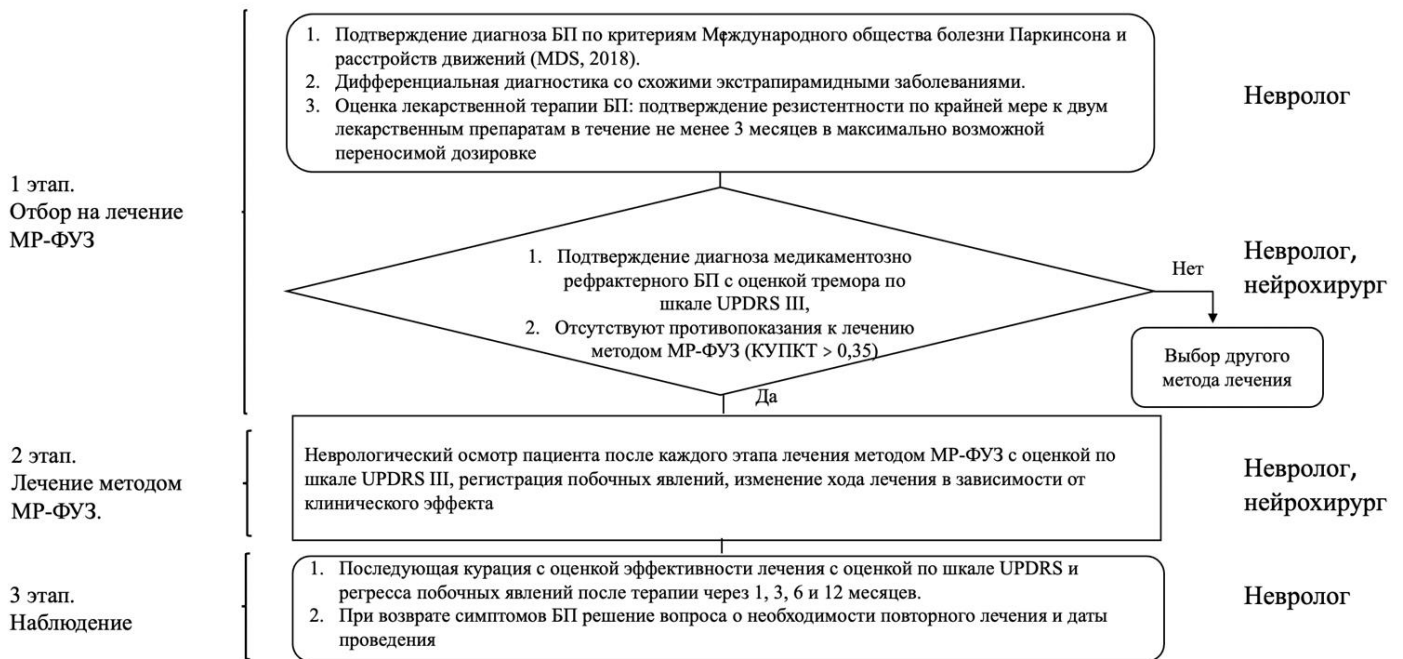 1. Подтверждение диагноза БП по критериям Международного общества болезни Паркинсона и
расстройств движений (MDS, 2018).
2. Дифференциальная диагностика со схожими экстрапирамидными заболеваниями.
3. Оценка лекарственной терапии БП: подтверждение резистентности по крайней мере к двум
лекарственным препаратам в течение не менее 3 месяцев в максимально возможной
переносимой дозировке
Невролог
1 этап.
Отбор на лечение
МР-ФУЗ
1. Подтверждение диагноза медикаментозно
рефрактерного БП с оценкой тремора по
шкале UPDRS III,
2. Отсутствуют противопоказания к лечению
методом МР-ФУЗ (КУПКТ > 0,35)
Нет
Невролог,
нейрохирург
Выбор другого
метода лечения
Да
2 этап.
Лечение методом
МР-ФУЗ.
Неврологический осмотр пациента после каждого этапа лечения методом МР-ФУЗ с оценкой по
шкале UPDRS III, регистрация побочных явлений, изменение хода лечения в зависимости от
клинического эффекта
Невролог,
нейрохирург
3 этап.
Наблюдение
1. Последующая курация с оценкой эффективности лечения с оценкой по шкале UPDRS и
регресса побочных явлений после терапии через 1, 3, 6 и 12 месяцев.
2. При возврате симптомов БП решение вопроса о необходимости повторного лечения и даты
проведения
Невролог